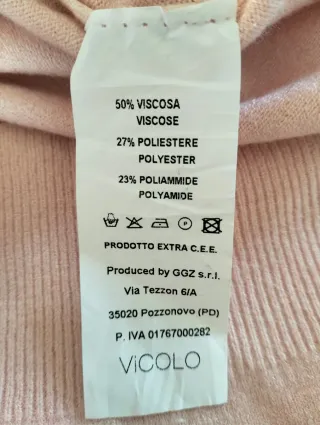 50% VISCOSA
VISCOSE
27% POLIESTERE
POLYESTER
23% POLIAMMIDE
POLYAMIDE
PRODOTTO EXTRA C.E.E.
Produced by GGZ s.r.l.
Via Tezzon 6/A
35020 Pozzonovo (PD)
P. IVA 01767000282
ViCOLO